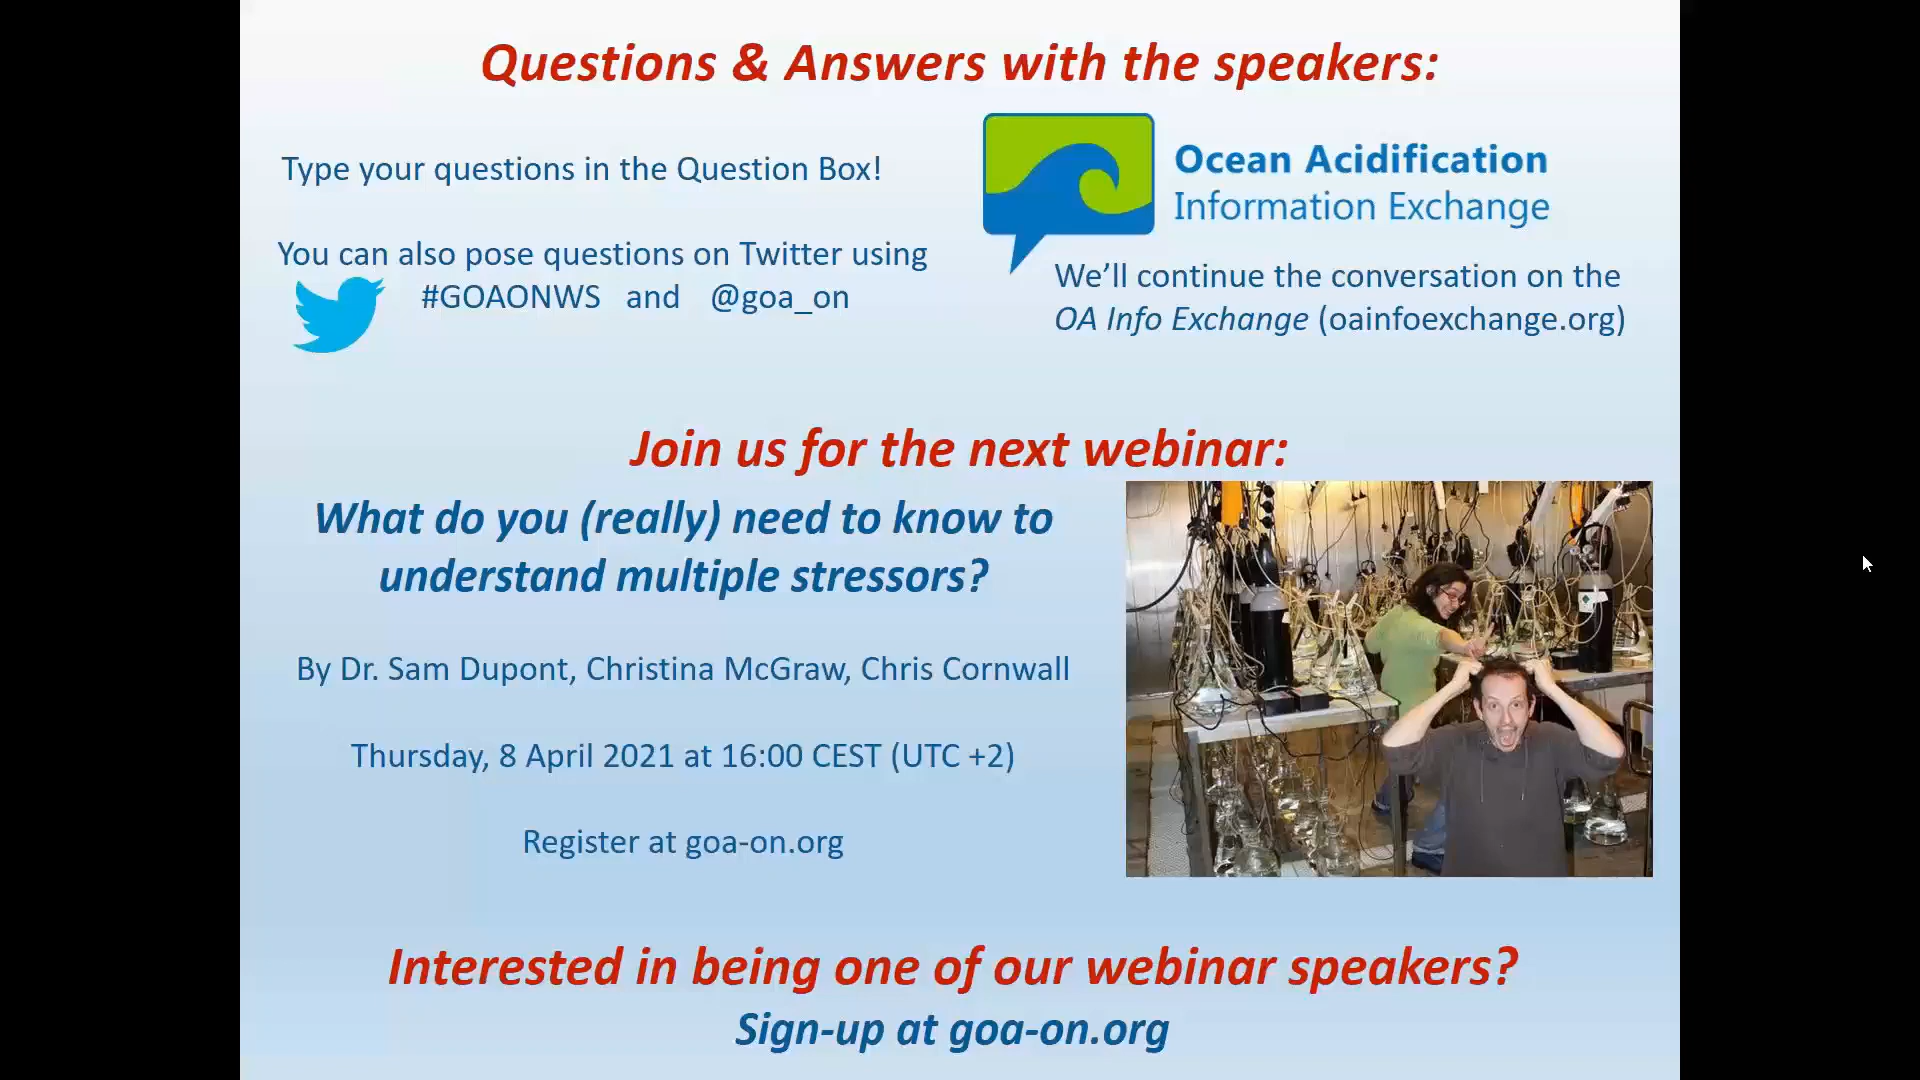 Questions & Answers with the speakers:
Type your questions in the Question Box!
You can also pose questions on Twitter using
#GOAONWS and @goa_on
Ocean Acidification
Information Exchange
We’ll continue the conversation on the
OA Info Exchange (oainfoexchange.org)
Join us for the next webinar:
What do you (really) need to know to
understand multiple stressors?
By Dr. Sam Dupont, Christina McGraw, Chris Cornwall
Thursday, 8 April 2021 at 16:00 CEST (UTC +2)
Register at goa-on.org
Interested in being one of our webinar speakers?
Sign-up at goa-on.org